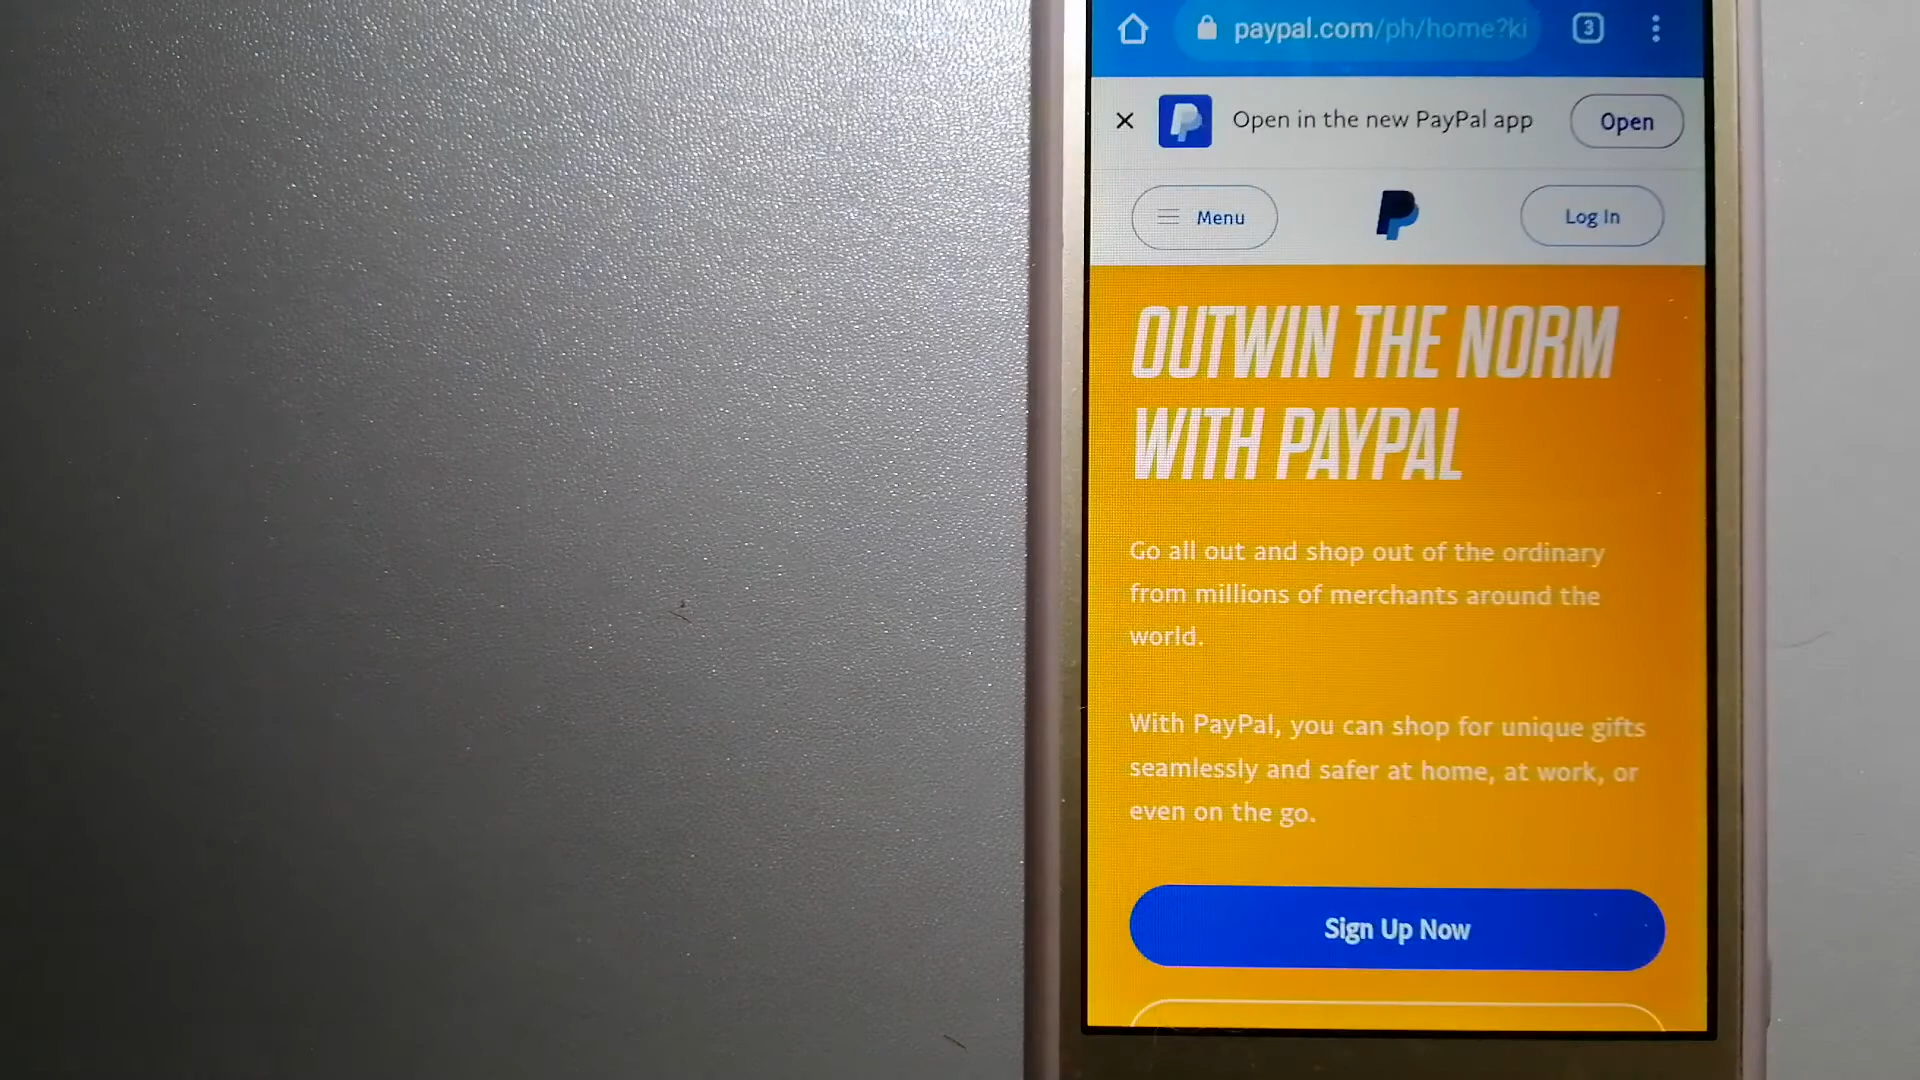 paypal.com/ph/home?ki
3
Open in the new PayPal app
Open
Menu
Log In
OUTWIN THE NORM
WITH PAYPAL
Go all out and shop out of the ordinary
from millions of merchants around the
world.
With PayPal, you can shop for unique gifts
seamlessly and safer at home, at work, or
even on the go.
Sign Up Now